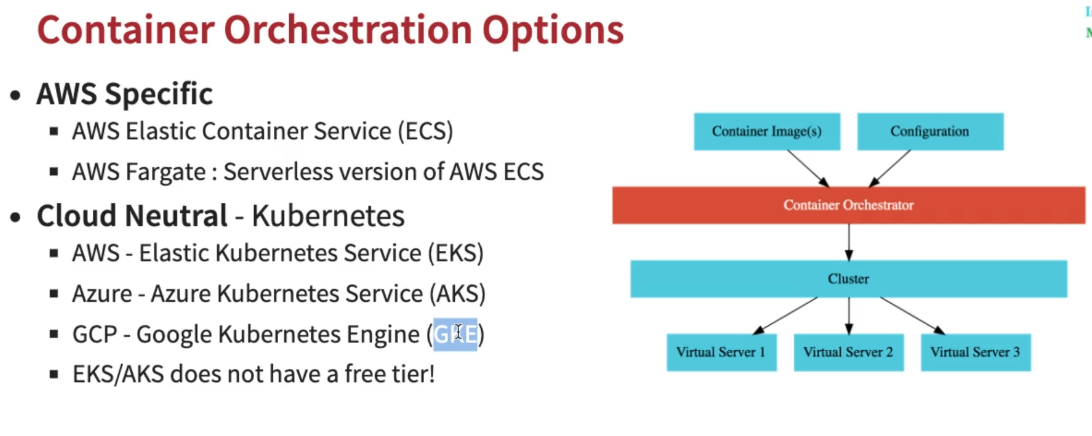 Container Orchestration Options
• AWS Specific
▪ AWS Elastic Container Service (ECS)
▪ AWS Fargate : Serverless version of AWS ECS
• Cloud Neutral - Kubernetes
▪ AWS - Elastic Kubernetes Service (EKS)
▪ Azure - Azure Kubernetes Service (AKS)
▪ GCP - Google Kubernetes Engine (GKE)
▪ EKS/AKS does not have a free tier!
Container Image(s)
Configuration
Container Orchestrator
Cluster
Virtual Server 1
Virtual Server 2
Virtual Server 3